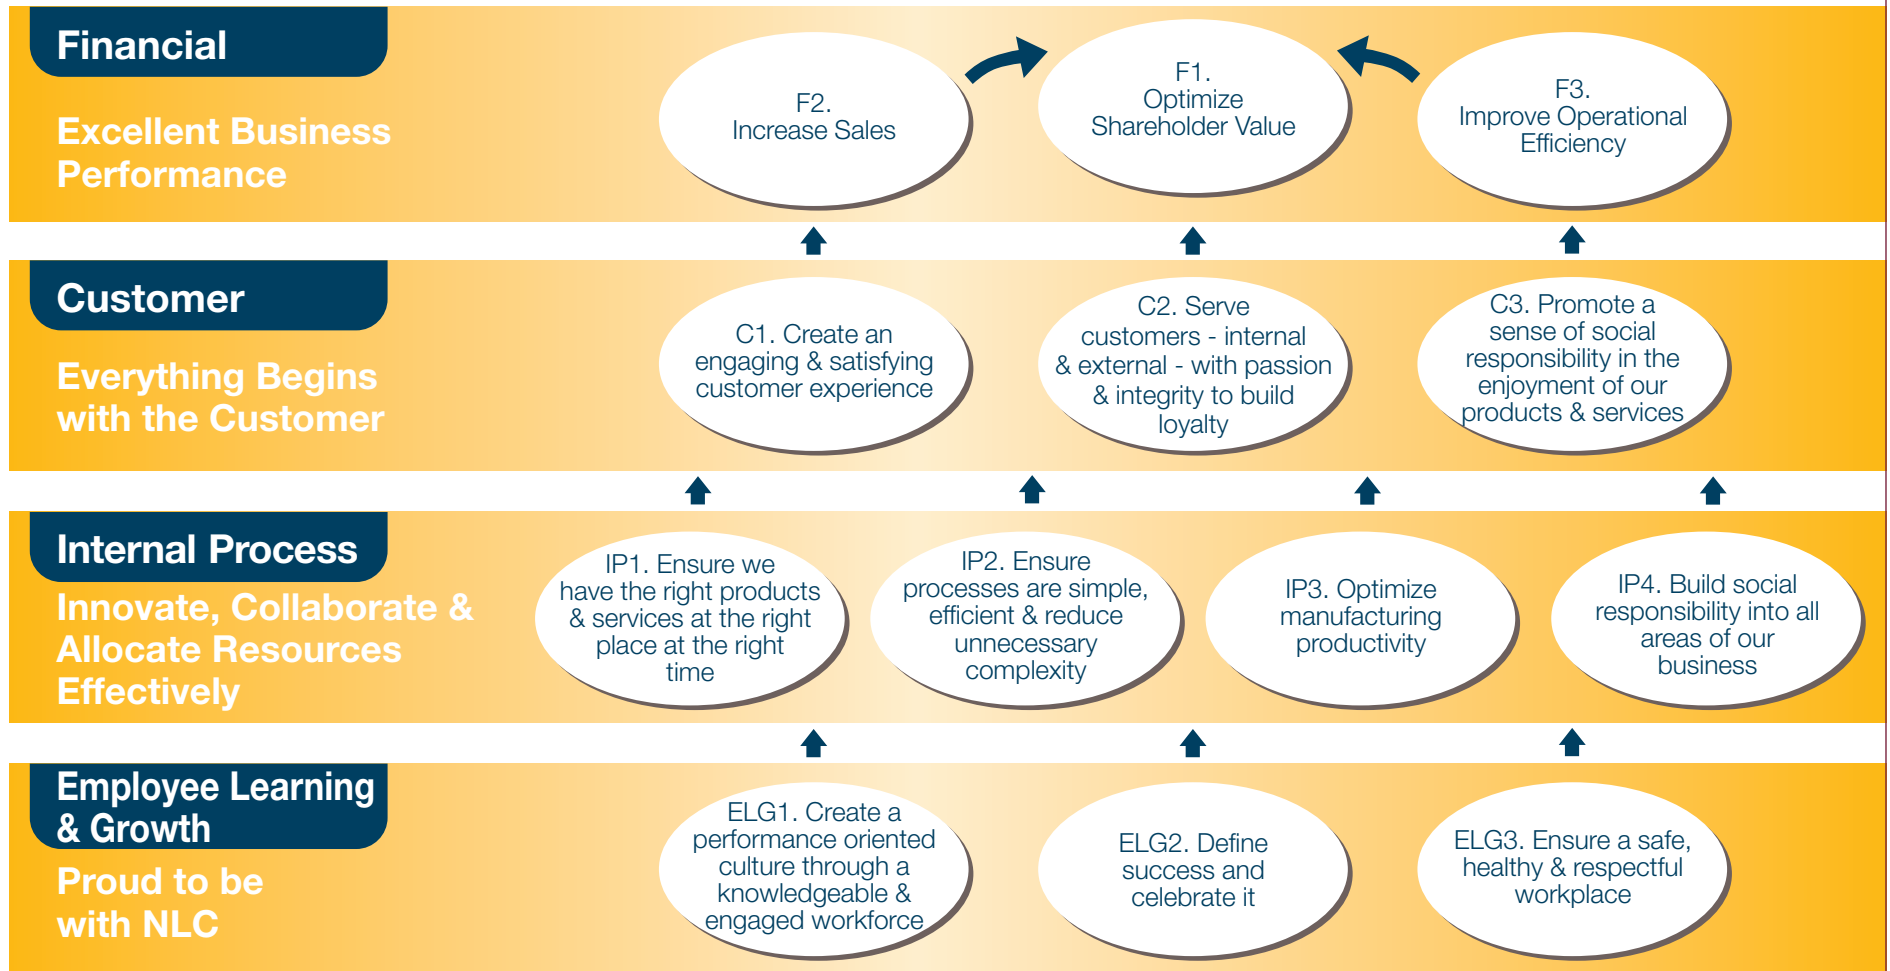 Financial
Excellent Business
Performance
F2.
Increase Sales
F1.
Optimize
Shareholder Value
F3.
Improve Operational
Efficiency
Customer
Everything Begins
with the Customer
C1. Create an
engaging & satisfying
customer experience
C2. Serve
customers - internal
& external - with passion
& integrity to build
loyalty
C3. Promote a
sense of social
responsibility in the
enjoyment of our
products & services
Internal Process
Innovate, Collaborate &
Allocate Resources
Effectively
IP1. Ensure we
have the right products
& services at the right
place at the right
time
IP2. Ensure
processes are simple,
efficient & reduce
unnecessary
complexity
IP3. Optimize
manufacturing
productivity
IP4. Build social
responsibility into all
areas of our
business
Employee Learning
& Growth
Proud to be
with NLC
ELG1. Create a
performance oriented
culture through a
knowledgeable &
engaged workforce
ELG2. Define
success and
celebrate it
ELG3. Ensure a safe,
healthy & respectful
workplace